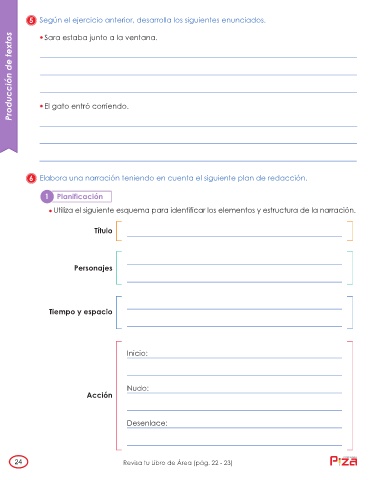 Producción de textos
5 Según el ejercicio anterior, desarrolla los siguientes enunciados.
• Sara estaba junto a la ventana.
• El gato entró corriendo.
6 Elabora una narración teniendo en cuenta el siguiente plan de redacción.
1 Planificación
• Utiliza el siguiente esquema para identificar los elementos y estructura de la narración.
Título
Personajes
Tiempo y espacio
Acción
Inicio:
Nudo:
Desenlace:
24
Revisa tu Libro de Área (pág. 22 - 23)
PIZA